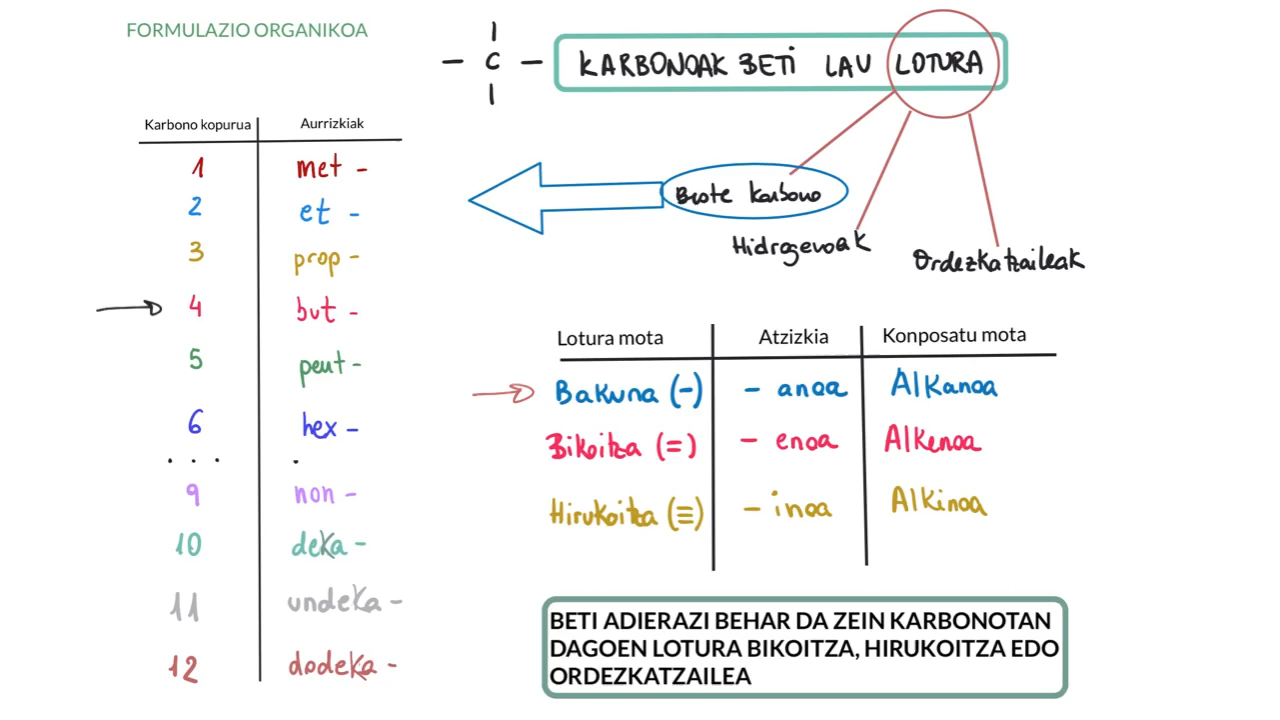 FORMULAZIO ORGANIKOA
C
KARBONOAK BETI LAU LOTURA
Beste karbono
Hidrogenoak
Ordezkatzaileak
Karbono kopurua Aurrizkiak
1 met -
2 et -
3 prop -
4 but -
5 pent -
6 hex -
. . . .
9 non -
10 deka -
11 undeka -
12 dodeka -
Lotura mota Atzizkia Konposatu mota
Bakuna (-) - anoa Alkanoa
Bikoitza (=) - enoa Alkenoa
Hirukoitza (≡) - inoa Alkinoa
BETI ADIERAZI BEHAR DA ZEIN KARBONOTAN
DAGOEN LOTURA BIKOITZA, HIRUKOITZA EDO
ORDEZKATZAILEA